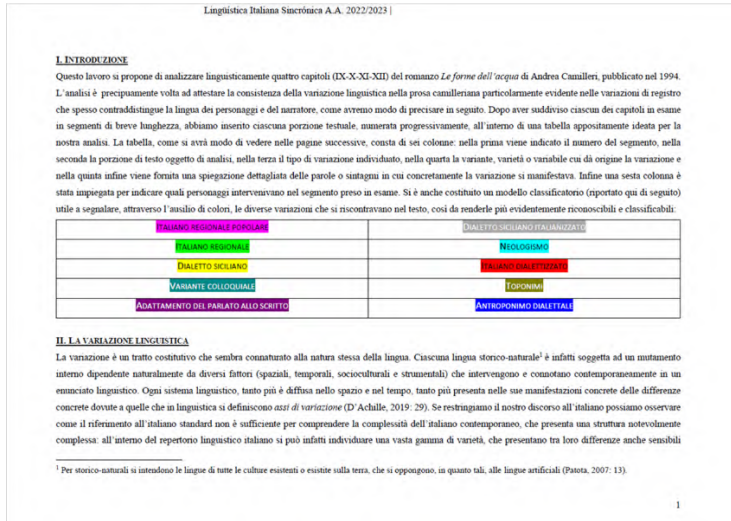 Lingüística Italiana Sincrónica A.A. 2022/2023 |
I. INTRODUZIONE
Questo lavoro si propone di analizzare linguisticamente quattro capitoli (IX-X-XI-XII) del romanzo Le forme dell'acqua di Andrea Camilleri, pubblicato nel 1994.
L'analisi è precipuamente volta ad attestare la consistenza della variazione linguistica nella prosa camilleriana particolarmente evidente nelle variazioni di registro
che spesso contraddistingue la lingua dei personaggi e del narratore, come avremo modo di precisare in seguito. Dopo aver suddiviso ciascun dei capitoli in esame
in segmenti di breve lunghezza, abbiamo inserito ciascuna porzione testuale, numerata progressivamente, all'interno di una tabella appositamente ideata per la
nostra analisi. La tabella, come si avrà modo di vedere nelle pagine successive, consta di sei colonne: nella prima viene indicato il numero del segmento, nella
seconda la porzione di testo oggetto di analisi, nella terza il tipo di variazione individuato, nella quarta la variante, varietà o variabile cui dà origine la variazione e
nella quinta infine viene fornita una spiegazione dettagliata delle parole o sintagmi in cui concretamente la variazione si manifestava. Infine una sesta colonna è
stata impiegata per indicare quali personaggi intervenivano nel segmento preso in esame. Si è anche costituito un modello classificatorio (riportato qui di seguito)
utile a segnalare, attraverso l'ausilio di colori, le diverse variazioni che si riscontravano nel testo, così da renderle più evidentemente riconoscibili e classificabili:
ITALIANO REGIONALE POPOLARE DIALETTO SICILIANO ITALIANIZZATO
ITALIANO REGIONALE NEOLOGISMO
DIALETTO SICILIANO ITALIANO DIALETTIZZATO
VARIANTE COLLOQUIALE TOPONIMI
ADATTAMENTO DEL PARLATO ALLO SCRITTO ANTROPONIMO DIALETTALE
II. LA VARIAZIONE LINGUISTICA
La variazione è un tratto costitutivo che sembra connaturato alla natura stessa della lingua. Ciascuna lingua storico-naturale1 è infatti soggetta ad un mutamento
interno dipendente naturalmente da diversi fattori (spaziali, temporali, socioculturali e strumentali) che intervengono e connotano contemporaneamente in un
enunciato linguistico. Ogni sistema linguistico, tanto più è diffusa nello spazio e nel tempo, tanto più presenta nelle sue manifestazioni concrete delle differenze
concrete dovute a quelle che in linguistica si definiscono assi di variazione (D'Achille, 2019: 29). Se restringiamo il nostro discorso all'italiano possiamo osservare
come il riferimento all'italiano standard non è sufficiente per comprendere la complessità dell'italiano contemporaneo, che presenta una struttura notevolmente
complessa: all'interno del repertorio linguistico italiano si può infatti individuare una vasta gamma di varietà, che presentano tra loro differenze anche sensibili
1 Per storico-naturali si intendono le lingue di tutte le culture esistenti o esistite sulla terra, che si oppongono, in quanto tali, alle lingue artificiali (Patota, 2007: 13).
1